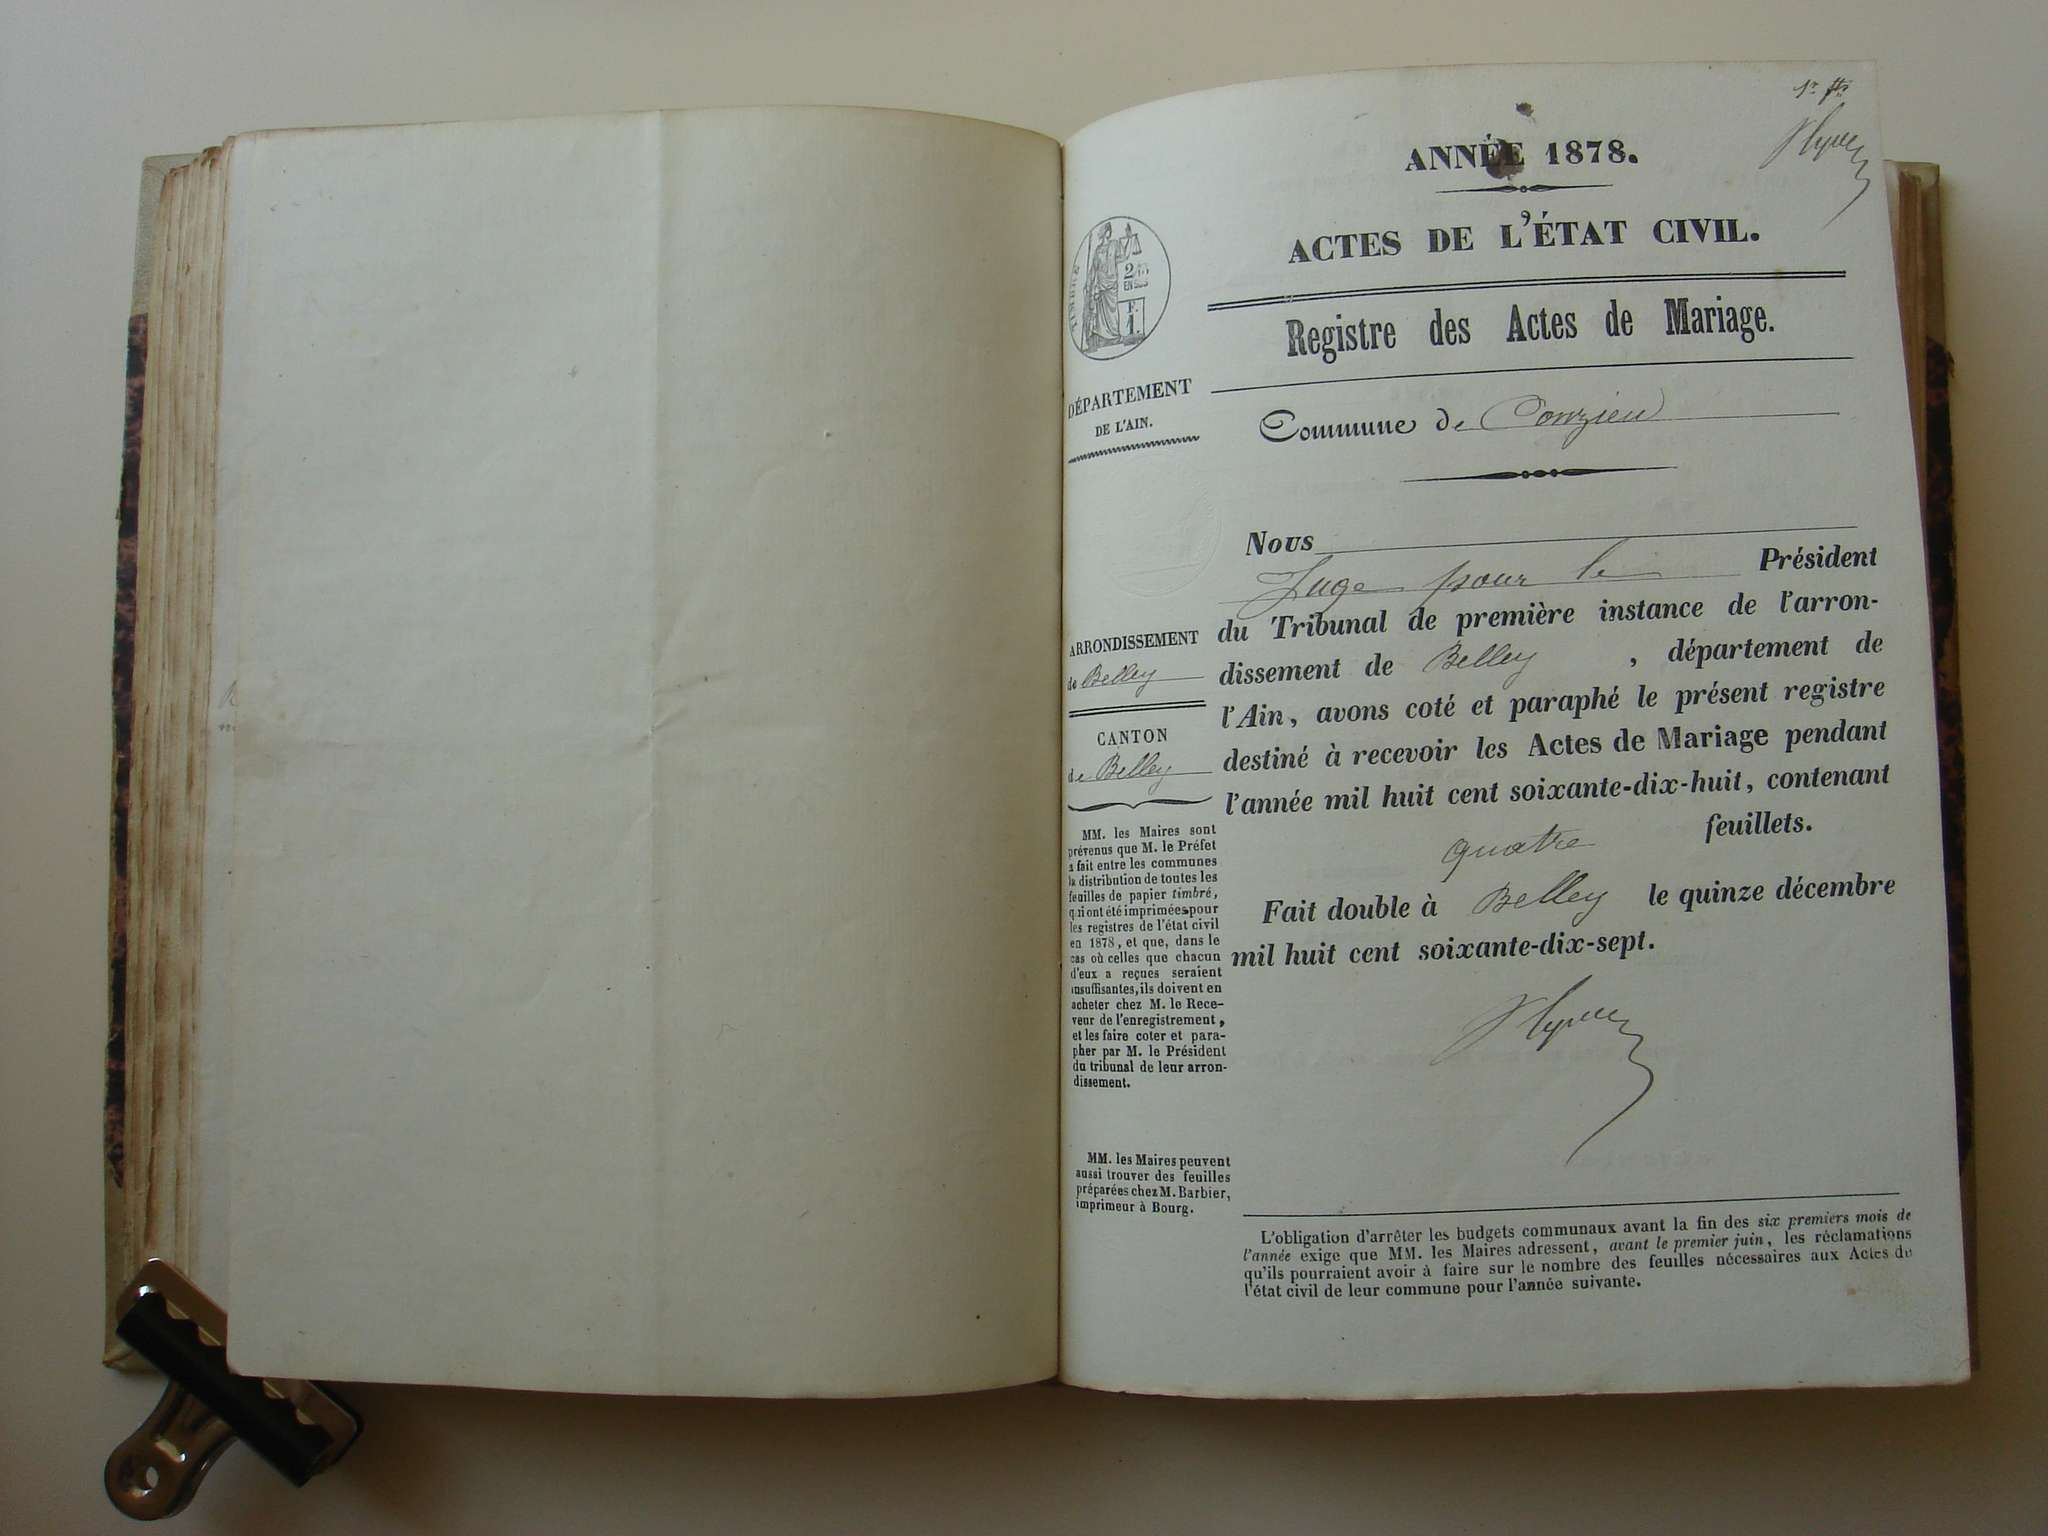 ANNÉE 1878.
ACTES DE L'ÉTAT CIVIL.
Registre des Actes de Mariage.
TIMBRE
EN SUS
F.
1.
DÉPARTEMENT
DE L'AIN.
Commune de Conzieu
Nous
Juge pour le Président
du Tribunal de première instance de l'arron-
dissement de Belley , département de
l'Ain, avons coté et paraphé le présent registre
destiné à recevoir les Actes de Mariage pendant
l'année mil huit cent soixante-dix-huit, contenant
quatre feuillets.
Fait double à Belley le quinze décembre
mil huit cent soixante-dix-sept.
ARRONDISSEMENT
de Belley
CANTON
de Belley
MM. les Maires sont
prévenus que M. le Préfet
a fait entre les communes
la distribution de toutes les
feuilles de papier timbré,
qui ont été imprimées pour
les registres de l'état civil
en 1878, et que, dans le
cas où celles que chacun
d'eux a reçues seraient
insuffisantes, ils doivent en
acheter chez M. le Rece-
veur de l'enregistrement,
et les faire coter et para-
pher par M. le Président
du tribunal de leur arron-
dissement.
MM. les Maires peuvent
aussi trouver des feuilles
préparées chez M. Barbier,
imprimeur à Bourg.
L'obligation d'arrêter les budgets communaux avant la fin des six premiers mois de
l'année exige que MM. les Maires adressent, avant le premier juin, les réclamations
qu'ils pourraient avoir à faire sur le nombre des feuilles nécessaires aux Actes de
l'état civil de leur commune pour l'année suivante.